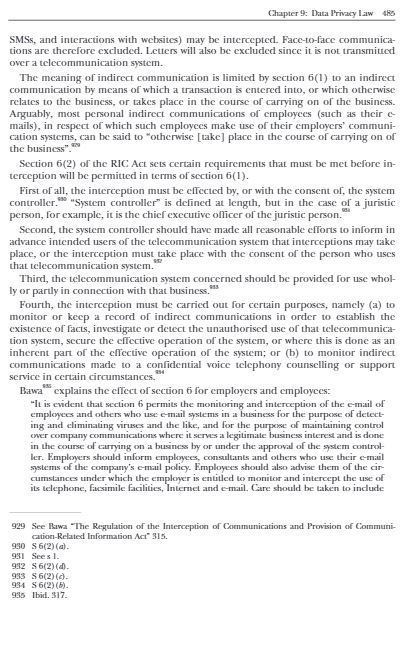 Chapter 9: Data Privacy Law 485
SMSs, and interactions with websites) may be intercepted. Face-to-face communica-
tions are therefore excluded. Letters will also be excluded since it is not transmitted
over a telecommunication system.
The meaning of indirect communication is limited by section 6(1) to an indirect
communication by means of which a transaction is entered into, or which otherwise
relates to the business, or takes place in the course of carrying on of the business.
Arguably, most personal indirect communications of employees (such as their e-
mails), in respect of which such employees make use of their employers' communi-
cation systems, can be said to “otherwise [take] place in the course of carrying on of
the business”.929
Section 6(2) of the RIC Act sets certain requirements that must be met before in-
terception will be permitted in terms of section 6(1).
First of all, the interception must be effected by, or with the consent of, the system
controller.930 “System controller” is defined at length, but in the case of a juristic
person, for example, it is the chief executive officer of the juristic person.931
Second, the system controller should have made all reasonable efforts to inform in
advance intended users of the telecommunication system that interceptions may take
place, or the interception must take place with the consent of the person who uses
that telecommunication system.932
Third, the telecommunication system concerned should be provided for use whol-
ly or partly in connection with that business.933
Fourth, the interception must be carried out for certain purposes, namely (a) to
monitor or keep a record of indirect communications in order to establish the
existence of facts, investigate or detect the unauthorised use of that telecommunica-
tion system, secure the effective operation of the system, or where this is done as an
inherent part of the effective operation of the system; or (b) to monitor indirect
communications made to a confidential voice telephony counselling or support
service in certain circumstances.934
Bawa935 explains the effect of section 6 for employers and employees:
“It is evident that section 6 permits the monitoring and interception of the e-mail of
employees and others who use e-mail systems in a business for the purpose of detect-
ing and eliminating viruses and the like, and for the purpose of maintaining control
over company communications where it serves a legitimate business interest and is done
in the course of carrying on a business by or under the approval of the system control-
ler. Employers should inform employees, consultants and others who use their e-mail
systems of the company's e-mail policy. Employees should also advise them of the cir-
cumstances under which the employer is entitled to monitor and intercept the use of
its telephone, facsimile facilities, Internet and e-mail. Care should be taken to include
929 See Bawa “The Regulation of the Interception of Communications and Provision of Communi-
cation-Related Information Act” 315.
930 S 6(2)(a).
931 See s 1.
932 S 6(2)(d).
933 S 6(2)(c).
934 S 6(2)(b).
935 Ibid. 317.